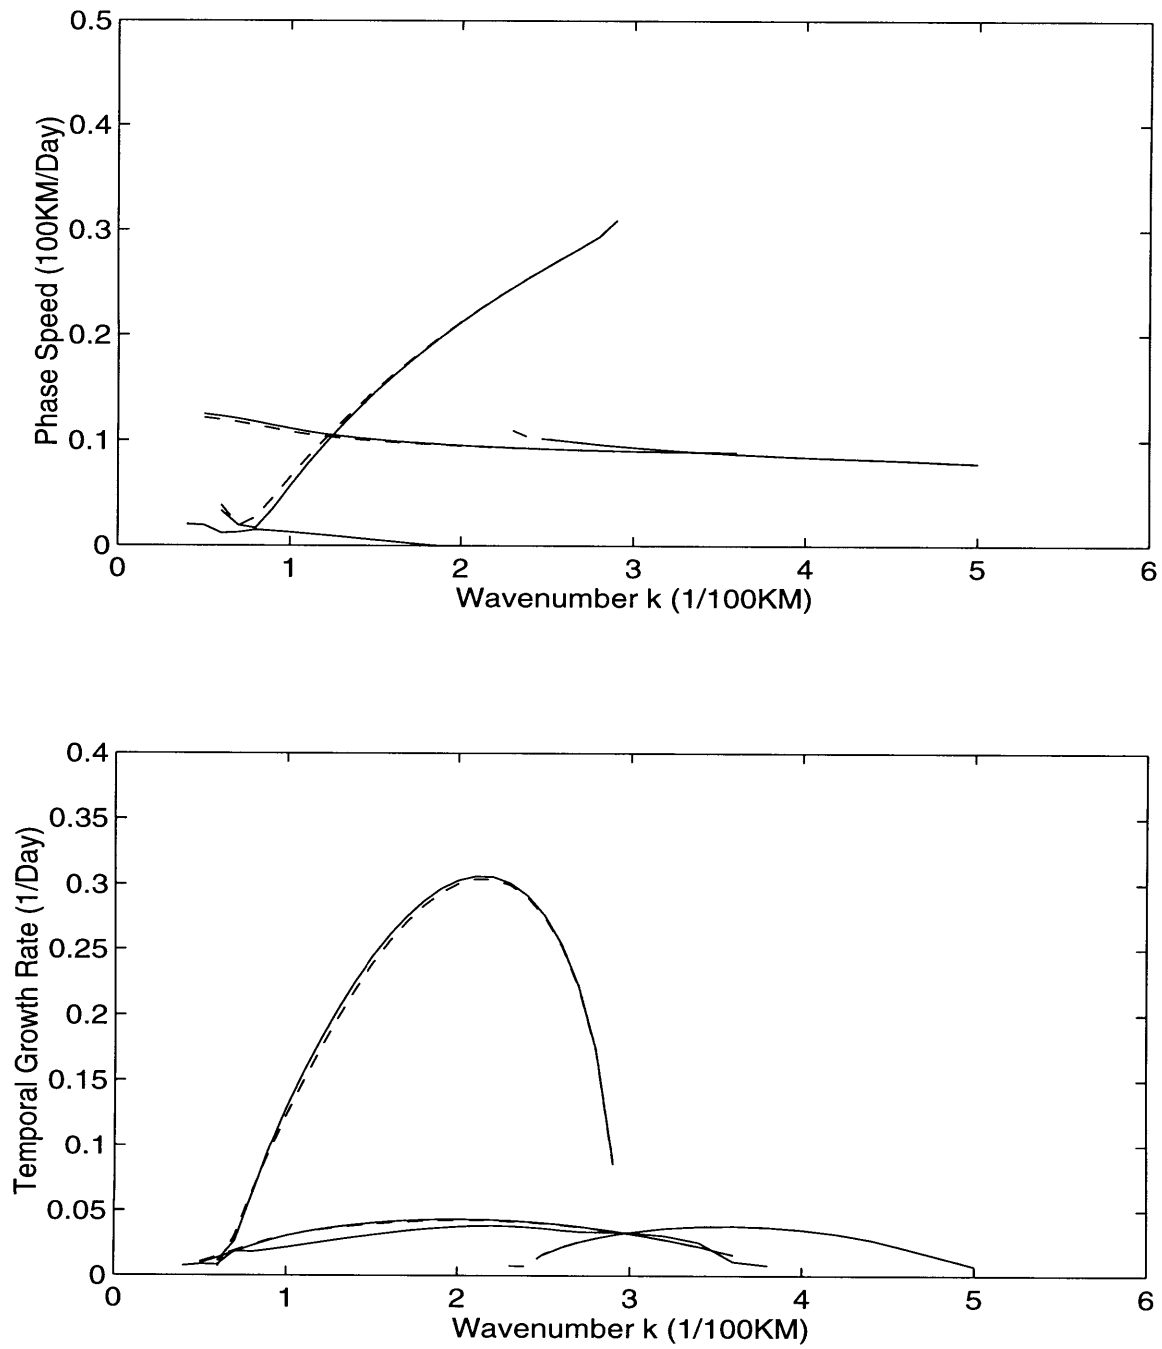 0.5
0.4
0.3
0.2
0.1
0
Phase Speed (100KM/Day)
0 1 2 3 4 5 6
Wavenumber k (1/100KM)
0.4
0.35
0.3
0.25
0.2
0.15
0.1
0.05
0
Temporal Growth Rate (1/Day)
0 1 2 3 4 5 6
Wavenumber k (1/100KM)